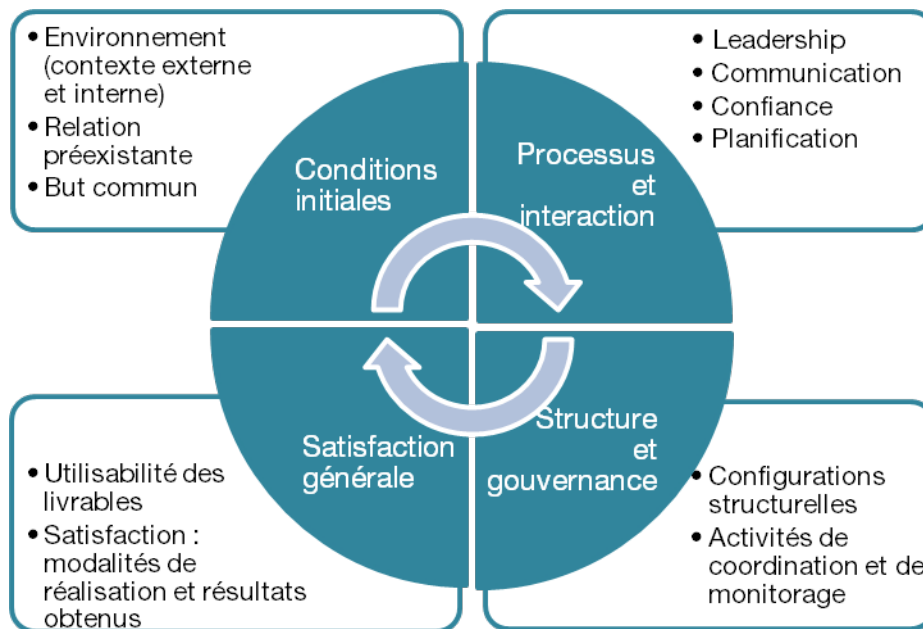 • Environnement
(contexte externe
et interne)
• Relation
préexistante
• But commun
• Leadership
• Communication
• Confiance
• Planification
Conditions
initiales
Processus
et
interaction
Satisfaction
générale
Structure
et
gouvernance
• Utilisabilité des
livrables
• Satisfaction :
modalités de
réalisation et résultats
obtenus
• Configurations
structurelles
• Activités de
coordination et de
monitorage